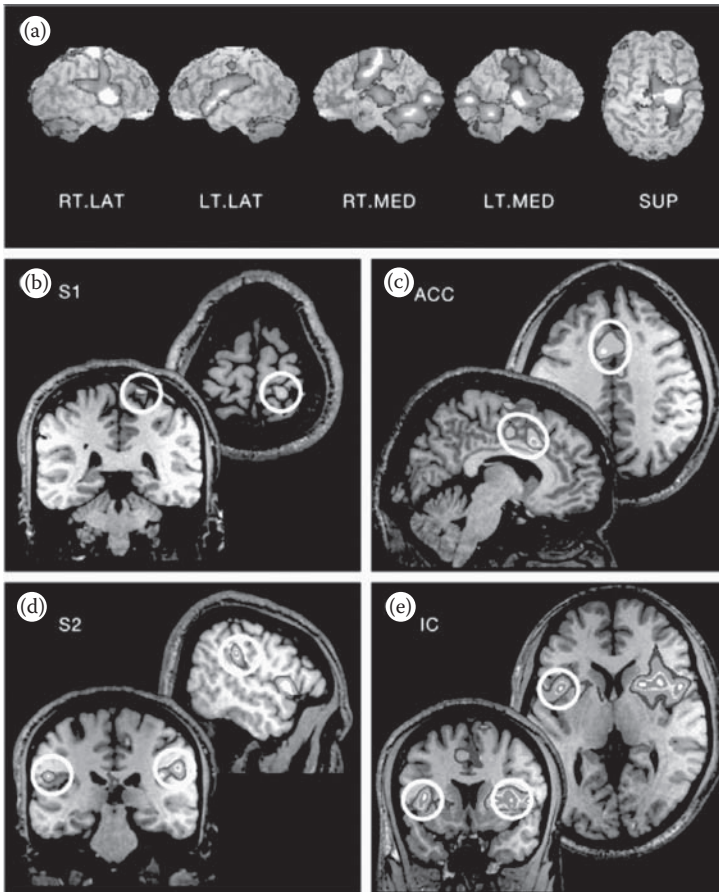 (a)
RT.LAT LT.LAT RT.MED LT.MED SUP
(b) S1
(c) ACC
(d) S2
(e) IC